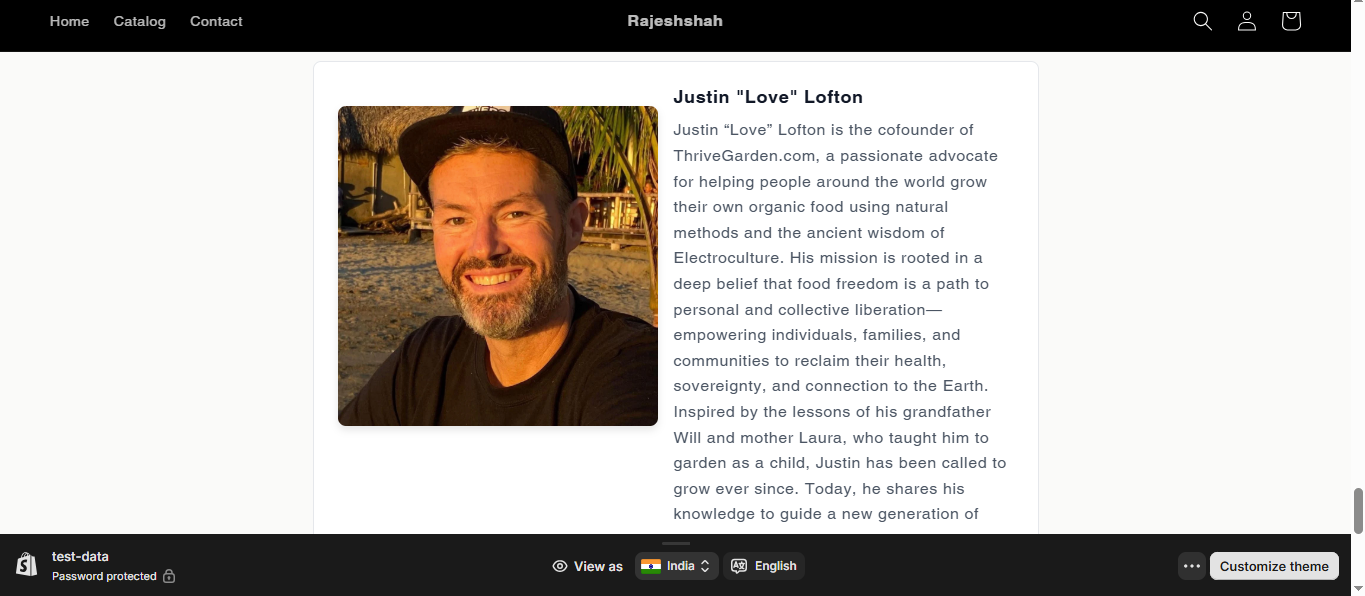 Home Catalog Contact
Rajeshshah
Justin "Love" Lofton
Justin “Love” Lofton is the cofounder of
ThriveGarden.com, a passionate advocate
for helping people around the world grow
their own organic food using natural
methods and the ancient wisdom of
Electroculture. His mission is rooted in a
deep belief that food freedom is a path to
personal and collective liberation—
empowering individuals, families, and
communities to reclaim their health,
sovereignty, and connection to the Earth.
Inspired by the lessons of his grandfather
Will and mother Laura, who taught him to
garden as a child, Justin has been called to
grow ever since. Today, he shares his
knowledge to guide a new generation of
test-data
Password protected
View as
India
English
Customize theme